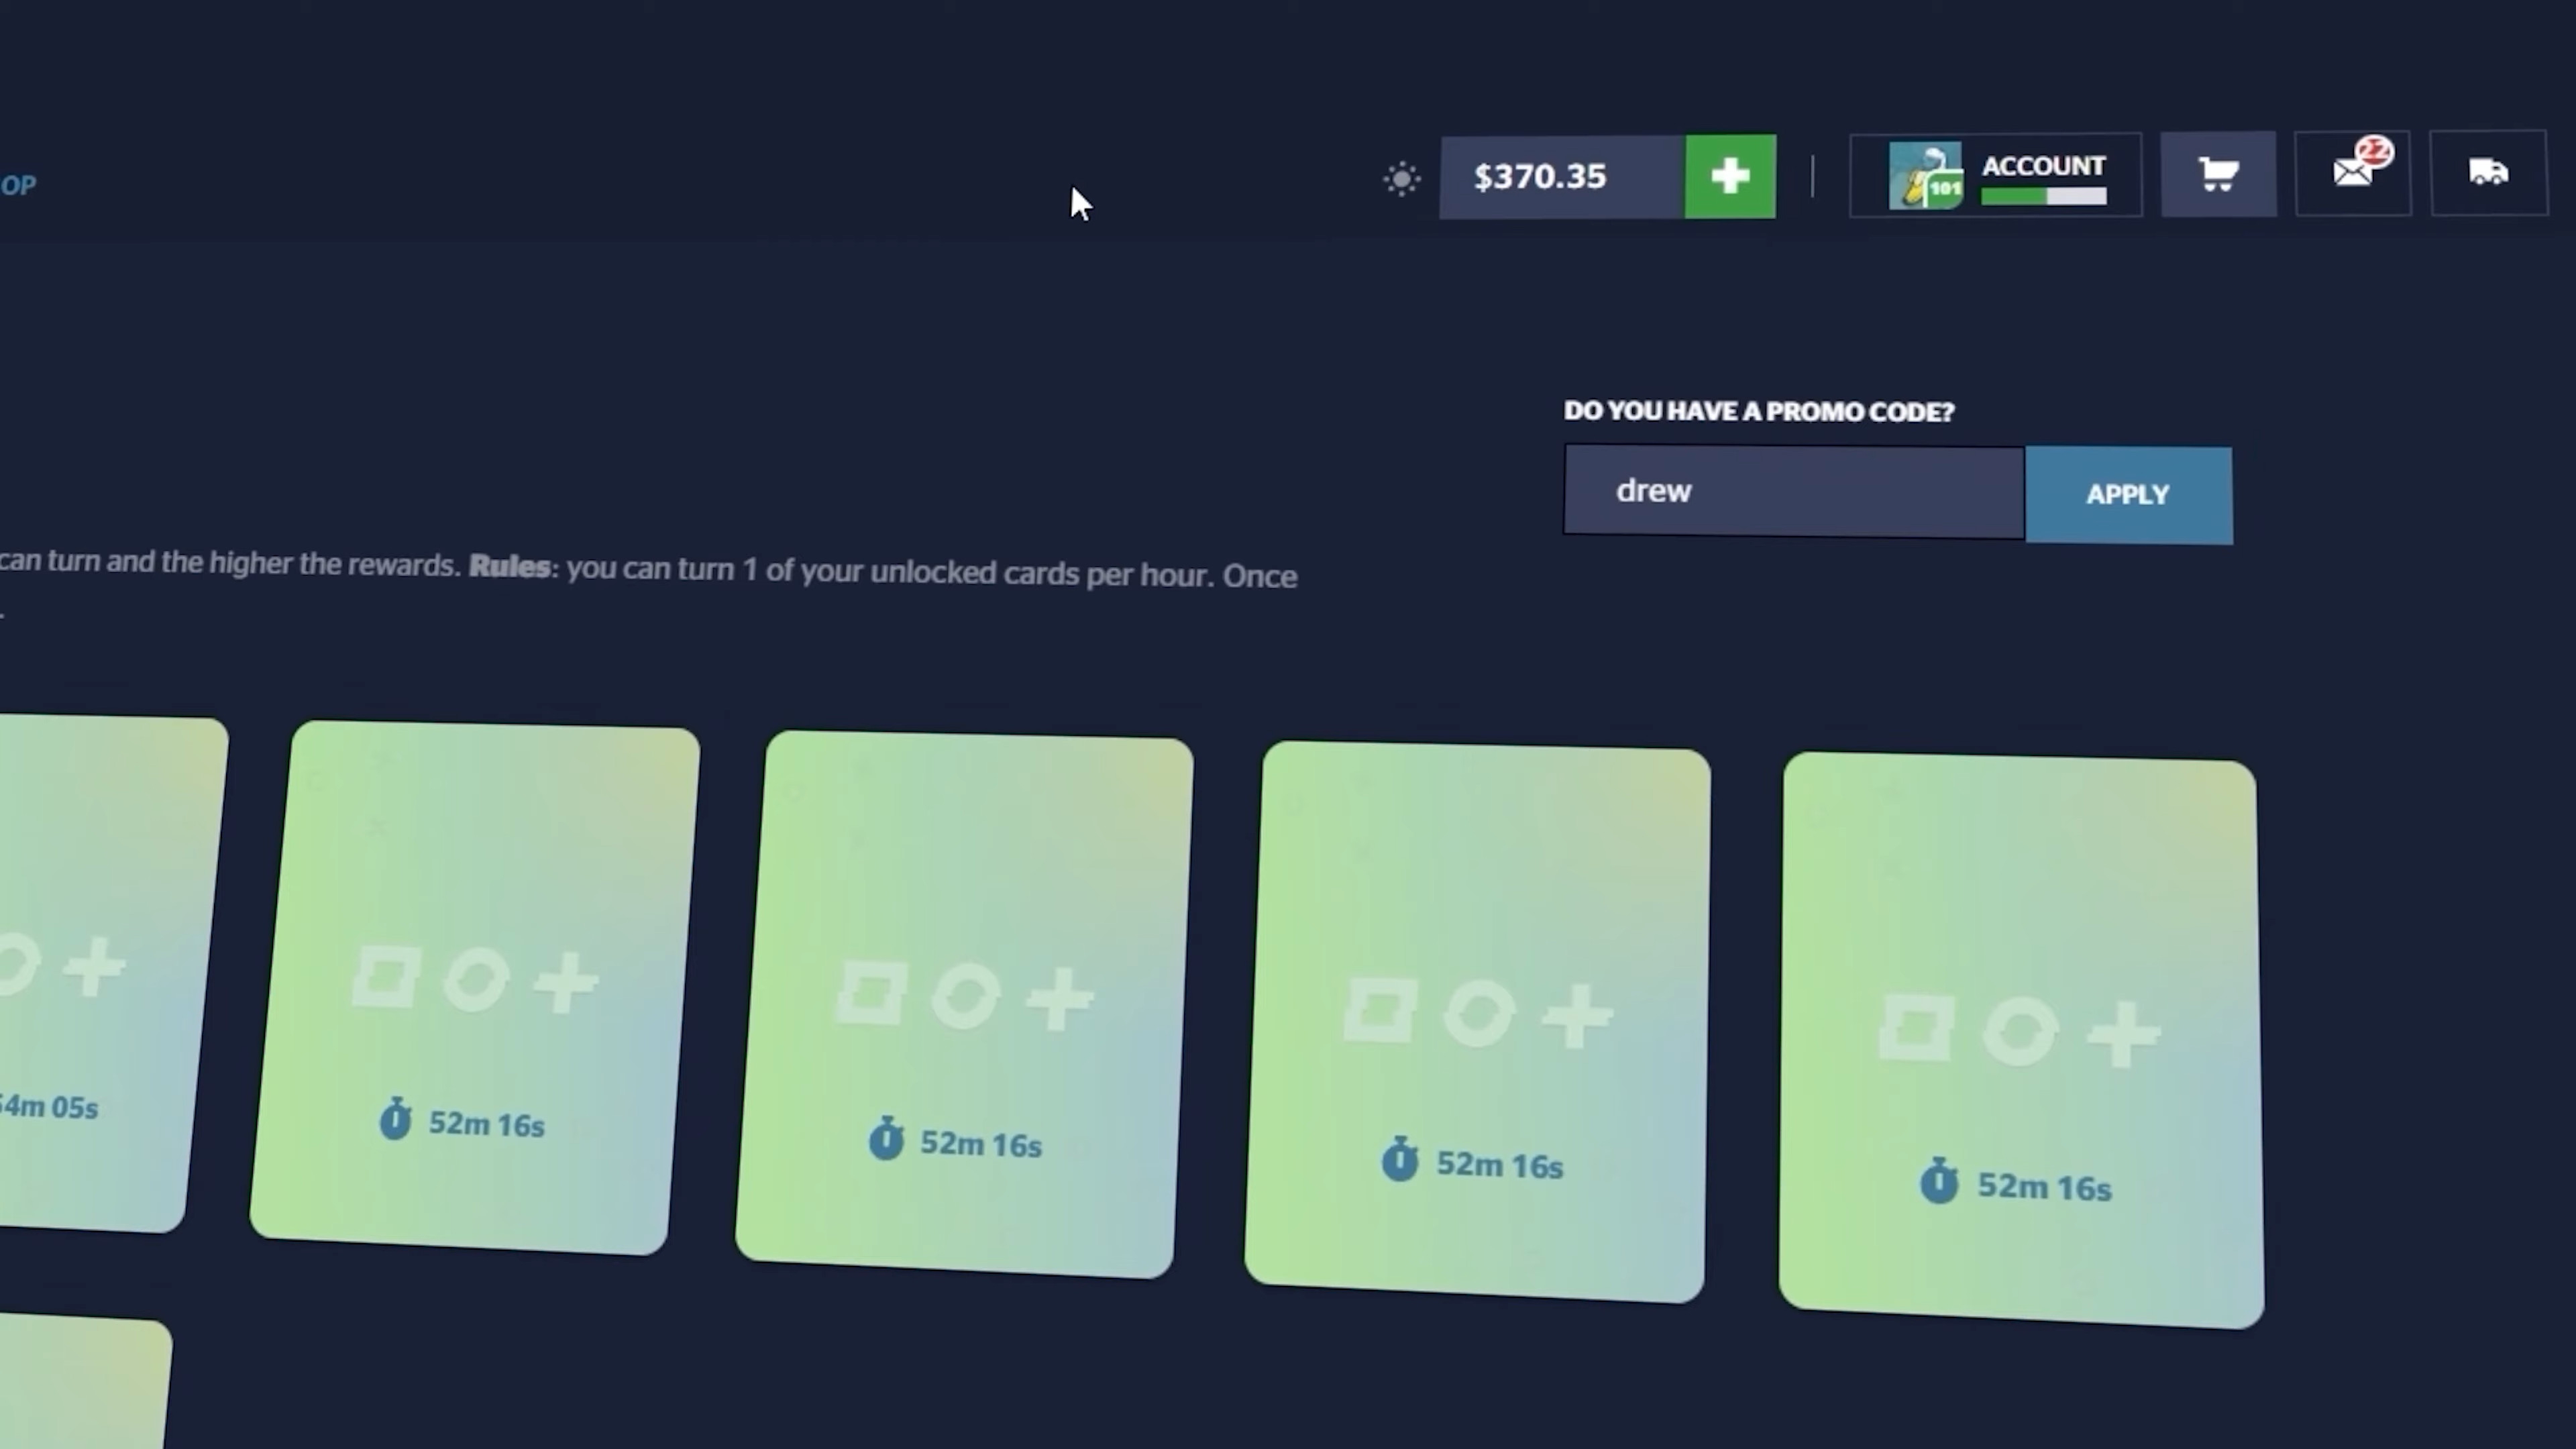 OP
$370.35
101
ACCOUNT
22
DO YOU HAVE A PROMO CODE?
drew
APPLY
can turn and the higher the rewards. Rules: you can turn 1 of your unlocked cards per hour. Once
.
4m 05s
52m 16s
52m 16s
52m 16s
52m 16s